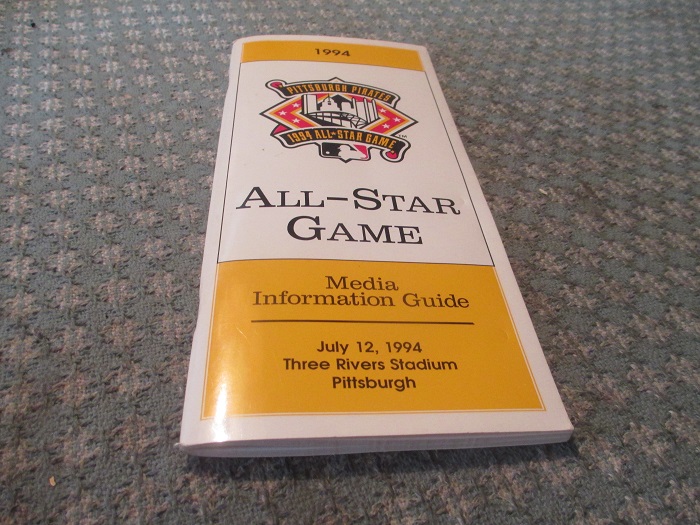 1994
PITTSBURGH PIRATES
1994 ALL-STAR GAME
ALL-STAR
GAME
Media
Information Guide
July 12, 1994
Three Rivers Stadium
Pittsburgh